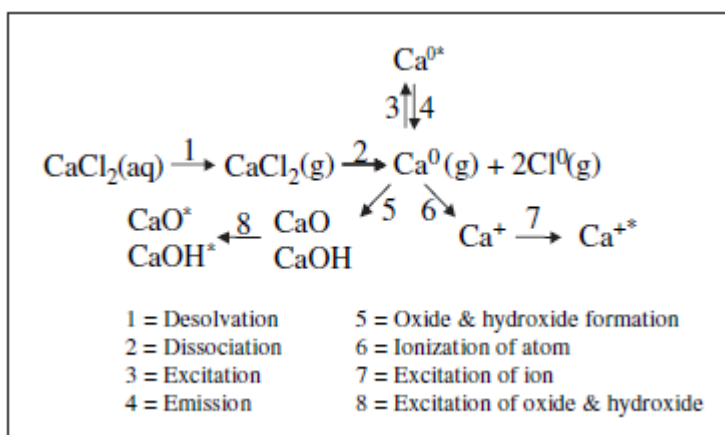 Ca⁰*
3 4
1 2
CaCl₂(aq) CaCl₂(g) Ca⁰(g) + 2Cl⁰(g)
5 6
CaO* 8 CaO Ca⁺ 7 Ca⁺*
CaOH* CaOH
1 = Desolvation 5 = Oxide & hydroxide formation
2 = Dissociation 6 = Ionization of atom
3 = Excitation 7 = Excitation of ion
4 = Emission 8 = Excitation of oxide & hydroxide